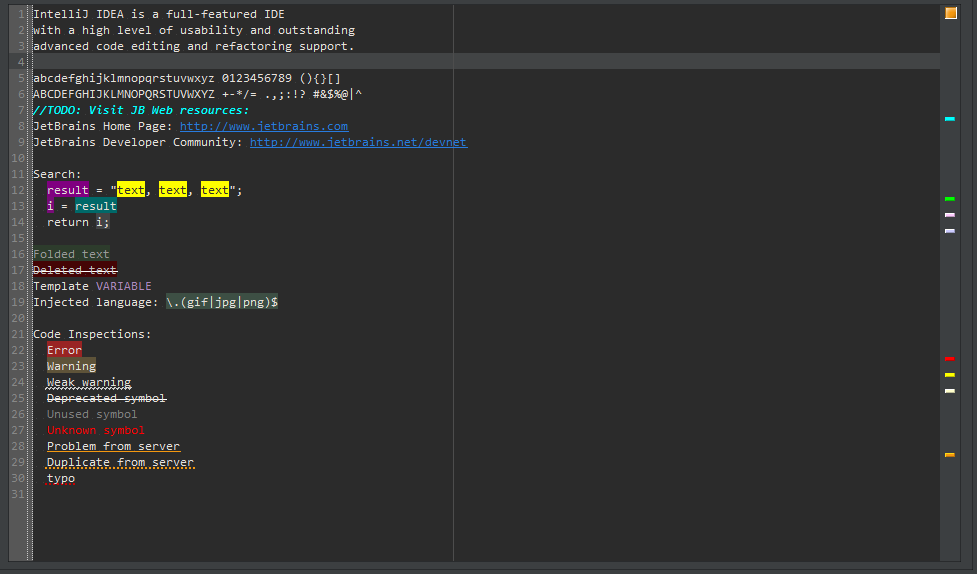 1 IntelliJ IDEA is a full-featured IDE
2 with a high level of usability and outstanding
3 advanced code editing and refactoring support.
4
5 abcdefghijklmnopqrstuvwxyz 0123456789 (){}[]
6 ABCDEFGHIJKLMNOPQRSTUVWXYZ +-*/= .,;:!? #&$%@|^
7 //TODO: Visit JB Web resources:
8 JetBrains Home Page: http://www.jetbrains.com
9 JetBrains Developer Community: http://www.jetbrains.net/devnet
10
11 Search:
12 result = "text, text, text";
13 i = result
14 return i;
15
16 Folded text
17 Deleted text
18 Template VARIABLE
19 Injected language: \.(gif|jpg|png)$
20
21 Code Inspections:
22 Error
23 Warning
24 Weak warning
25 Deprecated symbol
26 Unused symbol
27 Unknown symbol
28 Problem from server
29 Duplicate from server
30 typo
31